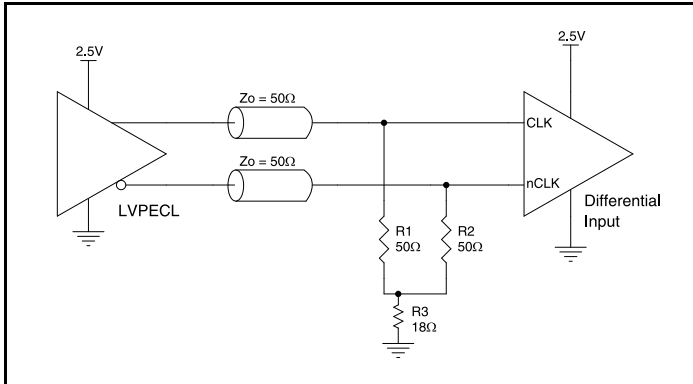 2.5V
2.5V
Zo = 50Ω
CLK
Zo = 50Ω
nCLK
LVPECL
Differential
Input
R1
50Ω
R2
50Ω
R3
18Ω